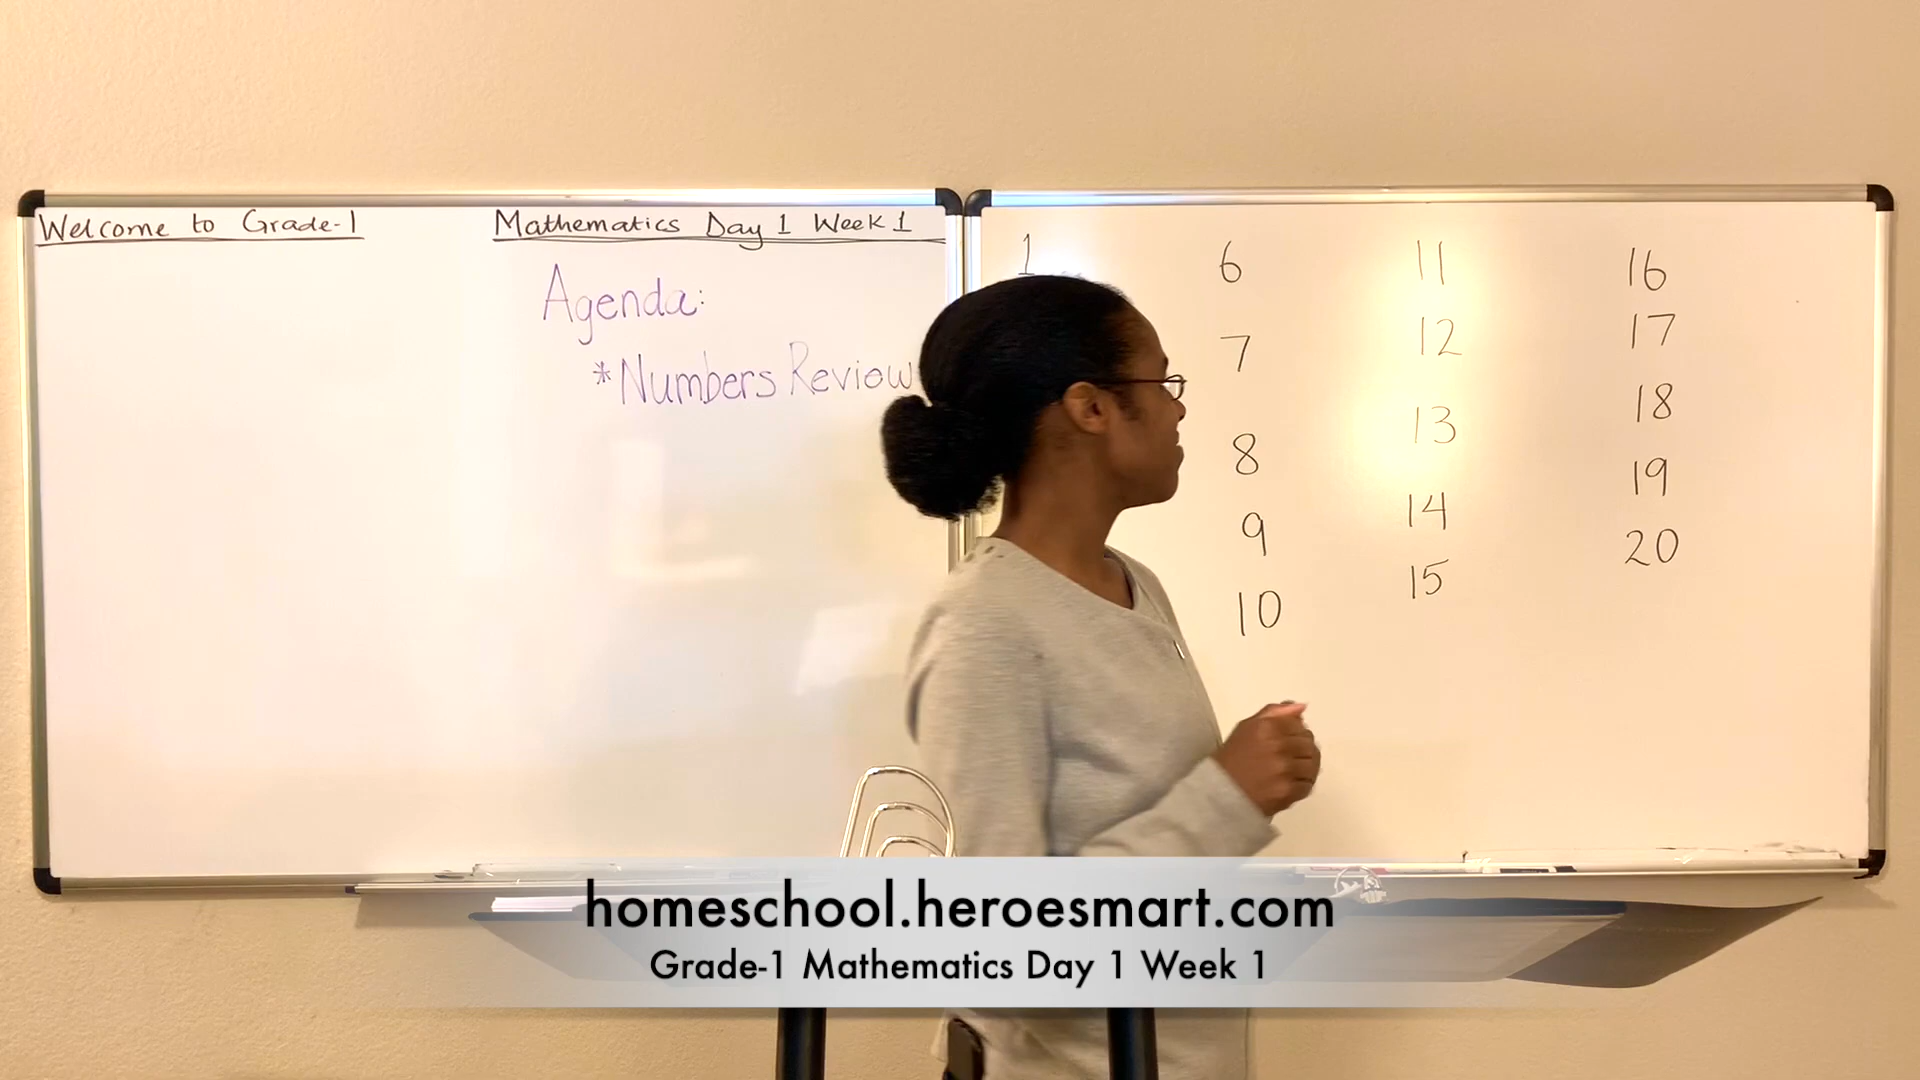 Welcome to Grade-1
Mathematics Day 1 Week 1
Agenda:
* Numbers Review
1
6
7
8
9
10
11
12
13
14
15
16
17
18
19
20
homeschool.heroesmart.com
Grade-1 Mathematics Day 1 Week 1